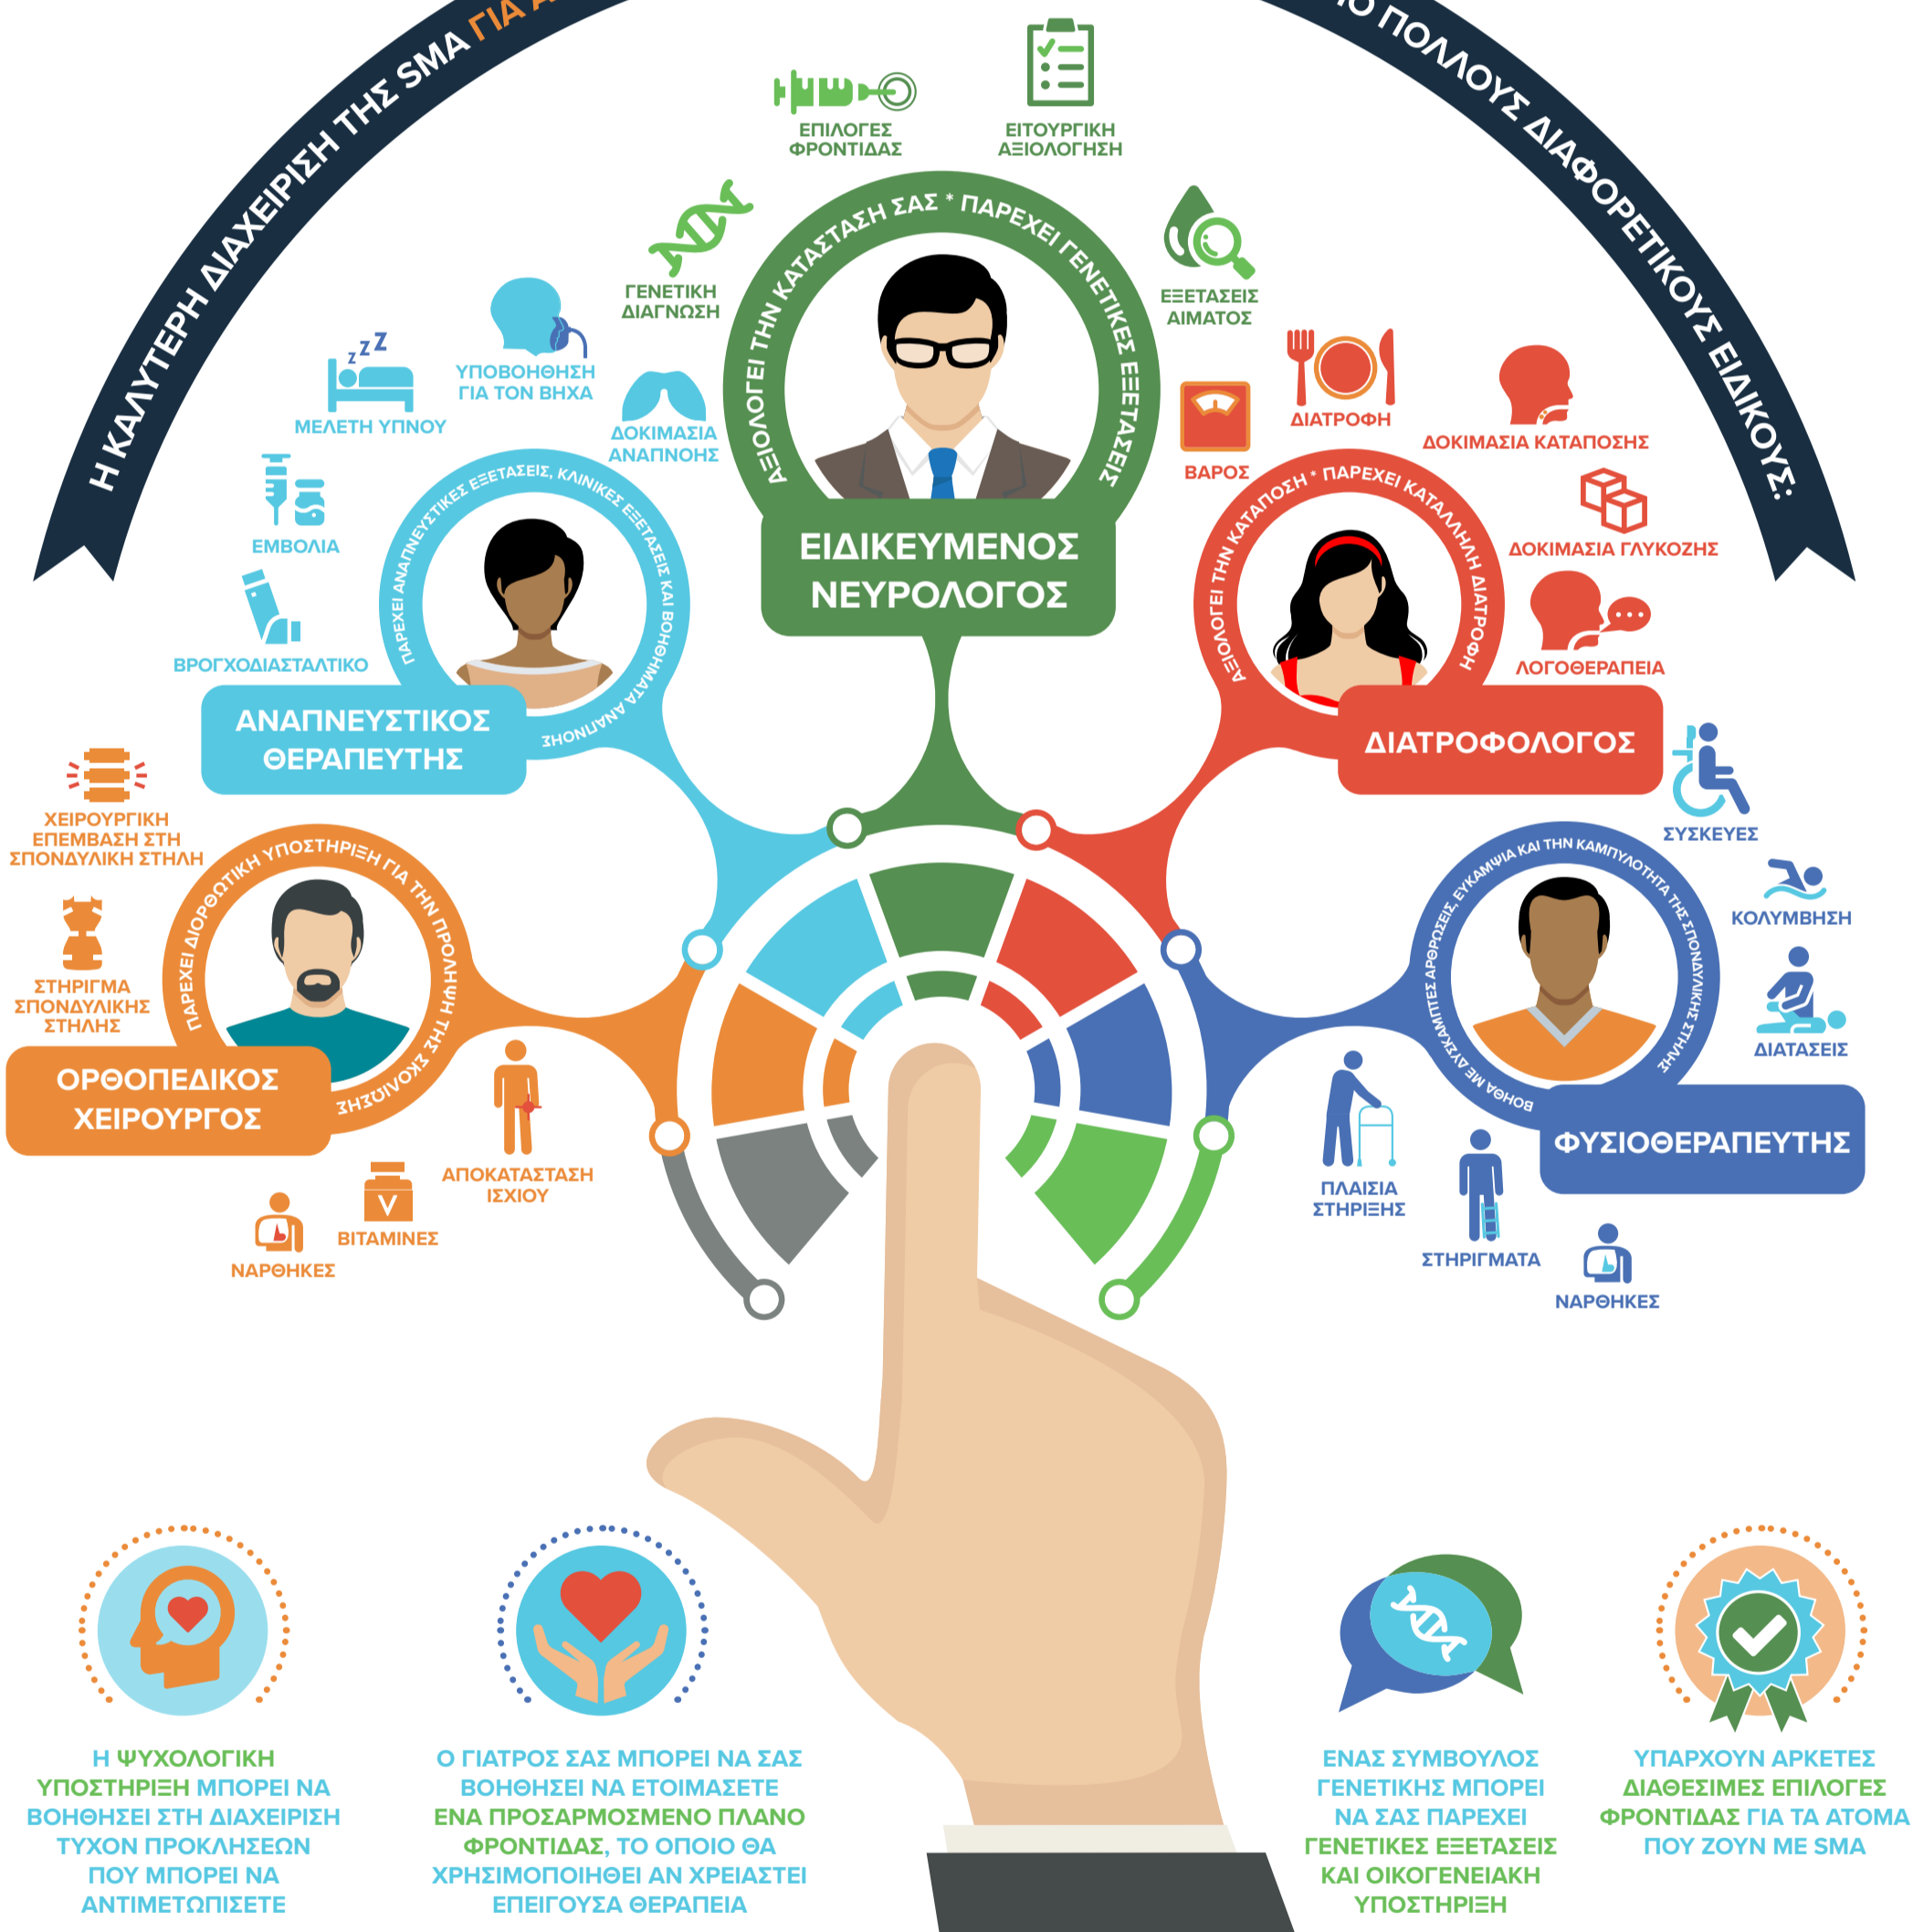 Η ΚΑΛΥΤΕΡΗ ΔΙΑΧΕΙΡΙΣΗ ΤΗΣ SMA ΓΙΑ
ΠΟΛΛΟΥΣ ΔΙΑΦΟΡΕΤΙΚΟΥΣ ΕΙΔΙΚΟΥΣ:
ΕΠΙΛΟΓΕΣ
ΦΡΟΝΤΙΔΑΣ
ΕΙΤΟΥΡΓΙΚΗ
ΑΞΙΟΛΟΓΗΣΗ
ΓΕΝΕΤΙΚΗ
ΔΙΑΓΝΩΣΗ
ΕΞΕΤΑΣΕΙΣ
ΑΙΜΑΤΟΣ
ΑΞΙΟΛΟΓΕΙ ΤΗΝ ΚΑΤΑΣΤΑΣΗ ΣΑΣ * ΠΑΡΕΧΕΙ ΓΕΝΕΤΙΚΕΣ ΕΞΕΤΑΣΕΙΣ
ΕΙΔΙΚΕΥΜΕΝΟΣ
ΝΕΥΡΟΛΟΓΟΣ
z z Z
ΜΕΛΕΤΗ ΥΠΝΟΥ
ΥΠΟΒΟΗΘΗΣΗ
ΓΙΑ ΤΟΝ ΒΗΧΑ
ΔΟΚΙΜΑΣΙΑ
ΑΝΑΠΝΟΗΣ
ΕΜΒΟΛΙΑ
ΒΡΟΓΧΟΔΙΑΣΤΑΛΤΙΚΟ
ΠΑΡΕΧΕΙ ΑΝΑΠΝΕΥΣΤΙΚΕΣ ΕΞΕΤΑΣΕΙΣ, ΚΛΙΝΙΚΕΣ ΕΞΕΤΑΣΕΙΣ ΚΑΙ ΒΟΗΘΗΜΑΤΑ ΑΝΑΠΝΟΗΣ
ΑΝΑΠΝΕΥΣΤΙΚΟΣ
ΘΕΡΑΠΕΥΤΗΣ
ΒΑΡΟΣ
ΔΙΑΤΡΟΦΗ
ΔΟΚΙΜΑΣΙΑ ΚΑΤΑΠΟΣΗΣ
ΔΟΚΙΜΑΣΙΑ ΓΛΥΚΟΖΗΣ
ΛΟΓΟΘΕΡΑΠΕΙΑ
ΑΞΙΟΛΟΓΕΙ ΤΗΝ ΚΑΤΑΠΟΣΗ * ΠΑΡΕΧΕΙ ΚΑΤΑΛΛΗΛΗ ΔΙΑΤΡΟΦΗ
ΔΙΑΤΡΟΦΟΛΟΓΟΣ
ΧΕΙΡΟΥΡΓΙΚΗ
ΕΠΕΜΒΑΣΗ ΣΤΗ
ΣΠΟΝΔΥΛΙΚΗ ΣΤΗΛΗ
ΣΤΗΡΙΓΜΑ
ΣΠΟΝΔΥΛΙΚΗΣ
ΣΤΗΛΗΣ
ΠΑΡΕΧΕΙ ΔΙΟΡΘΩΤΙΚΗ ΥΠΟΣΤΗΡΙΞΗ ΓΙΑ ΤΗΝ ΠΡΟΛΗΨΗ ΤΗΣ ΣΚΟΛΙΩΣΗΣ
ΟΡΘΟΠΕΔΙΚΟΣ
ΧΕΙΡΟΥΡΓΟΣ
ΑΠΟΚΑΤΑΣΤΑΣΗ
ΙΣΧΙΟΥ
V
ΒΙΤΑΜΙΝΕΣ
ΝΑΡΘΗΚΕΣ
ΣΥΣΚΕΥΕΣ
ΚΟΛΥΜΒΗΣΗ
ΔΙΑΤΑΣΕΙΣ
ΒΟΗΘΑ ΜΕ ΔΥΣΚΑΜΠΤΕΣ ΑΡΘΡΩΣΕΙΣ, ΕΥΚΑΜΨΙΑ ΚΑΙ ΤΗΝ ΚΑΜΠΥΛΟΤΗΤΑ ΤΗΣ ΣΠΟΝΔΥΛΙΚΗΣ ΣΤΗΛΗΣ
ΦΥΣΙΟΘΕΡΑΠΕΥΤΗΣ
ΠΛΑΙΣΙΑ
ΣΤΗΡΙΞΗΣ
ΣΤΗΡΙΓΜΑΤΑ
ΝΑΡΘΗΚΕΣ
Η ΨΥΧΟΛΟΓΙΚΗ
ΥΠΟΣΤΗΡΙΞΗ ΜΠΟΡΕΙ ΝΑ
ΒΟΗΘΗΣΕΙ ΣΤΗ ΔΙΑΧΕΙΡΙΣΗ
ΤΥΧΟΝ ΠΡΟΚΛΗΣΕΩΝ
ΠΟΥ ΜΠΟΡΕΙ ΝΑ
ΑΝΤΙΜΕΤΩΠΙΣΕΤΕ
Ο ΓΙΑΤΡΟΣ ΣΑΣ ΜΠΟΡΕΙ ΝΑ ΣΑΣ
ΒΟΗΘΗΣΕΙ ΝΑ ΕΤΟΙΜΑΣΕΤΕ
ΕΝΑ ΠΡΟΣΑΡΜΟΣΜΕΝΟ ΠΛΑΝΟ
ΦΡΟΝΤΙΔΑΣ, ΤΟ ΟΠΟΙΟ ΘΑ
ΧΡΗΣΙΜΟΠΟΙΗΘΕΙ ΑΝ ΧΡΕΙΑΣΤΕΙ
ΕΠΕΙΓΟΥΣΑ ΘΕΡΑΠΕΙΑ
ΕΝΑΣ ΣΥΜΒΟΥΛΟΣ
ΓΕΝΕΤΙΚΗΣ ΜΠΟΡΕΙ
ΝΑ ΣΑΣ ΠΑΡΕΧΕΙ
ΓΕΝΕΤΙΚΕΣ ΕΞΕΤΑΣΕΙΣ
ΚΑΙ ΟΙΚΟΓΕΝΕΙΑΚΗ
ΥΠΟΣΤΗΡΙΞΗ
ΥΠΑΡΧΟΥΝ ΑΡΚΕΤΕΣ
ΔΙΑΘΕΣΙΜΕΣ ΕΠΙΛΟΓΕΣ
ΦΡΟΝΤΙΔΑΣ ΓΙΑ ΤΑ ΑΤΟΜΑ
ΠΟΥ ΖΟΥΝ ΜΕ SMA